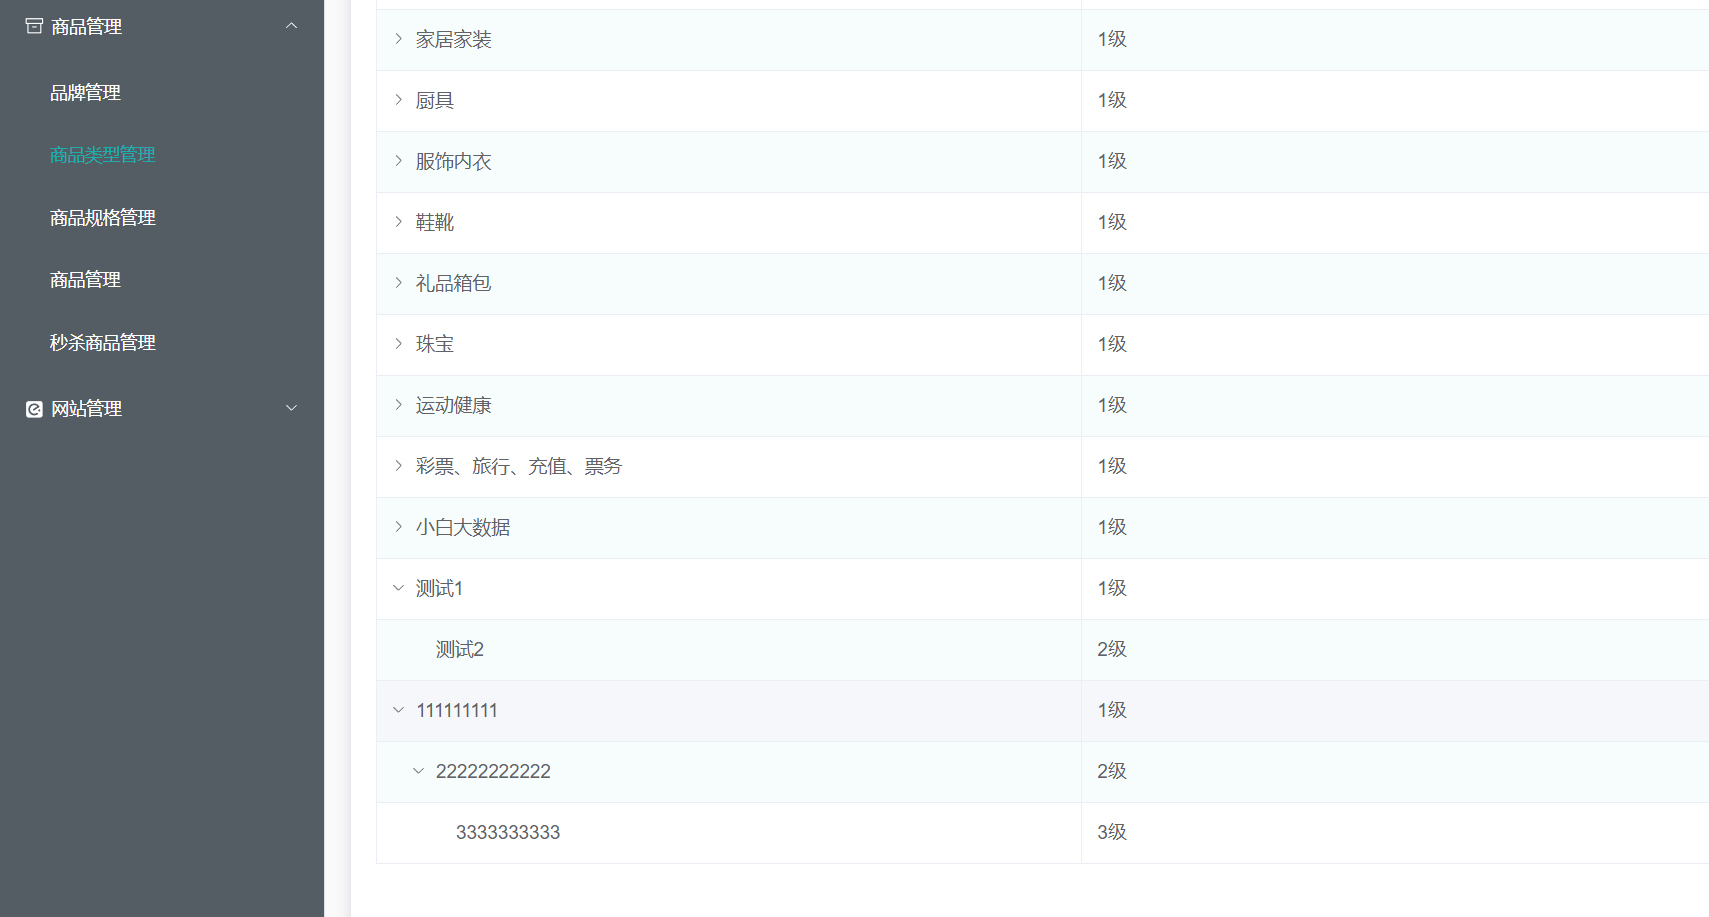 商品管理
品牌管理
商品类型管理
商品规格管理
商品管理
秒杀商品管理
网站管理
家居家装 1级
厨具 1级
服饰内衣 1级
鞋靴 1级
礼品箱包 1级
珠宝 1级
运动健康 1级
彩票、旅行、充值、票务 1级
小白大数据 1级
测试1 1级
测试2 2级
111111111 1级
22222222222 2级
3333333333 3级